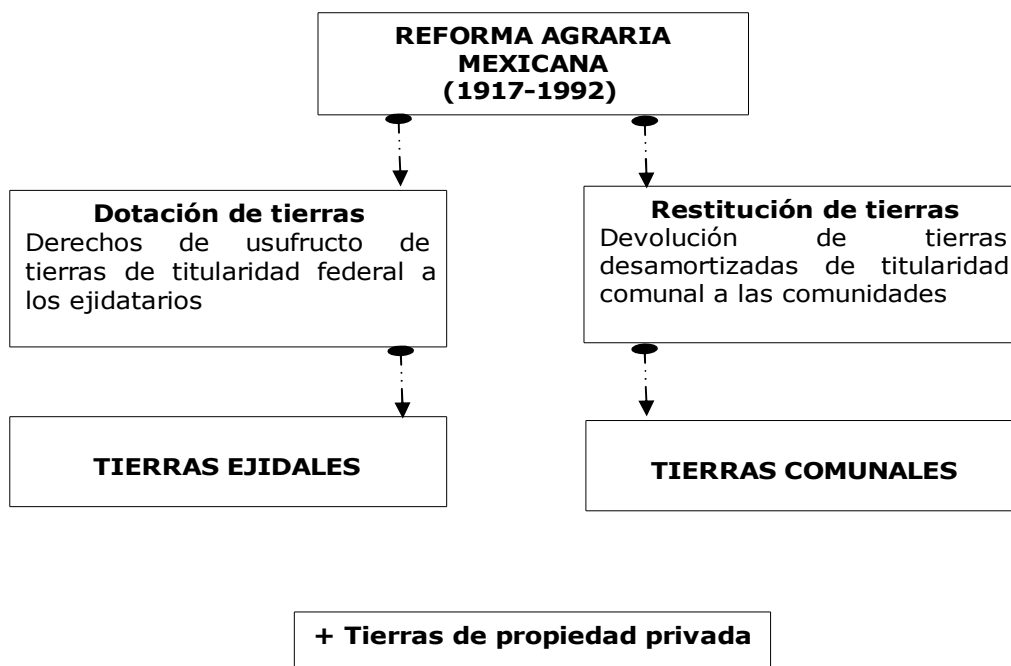 REFORMA AGRARIA
MEXICANA
(1917-1992)
Dotación de tierras
Derechos de usufructo de
tierras de titularidad federal a
los ejidatarios
Restitución de tierras
Devolución de tierras
desamortizadas de titularidad
comunal a las comunidades
TIERRAS EJIDALES
TIERRAS COMUNALES
+ Tierras de propiedad privada